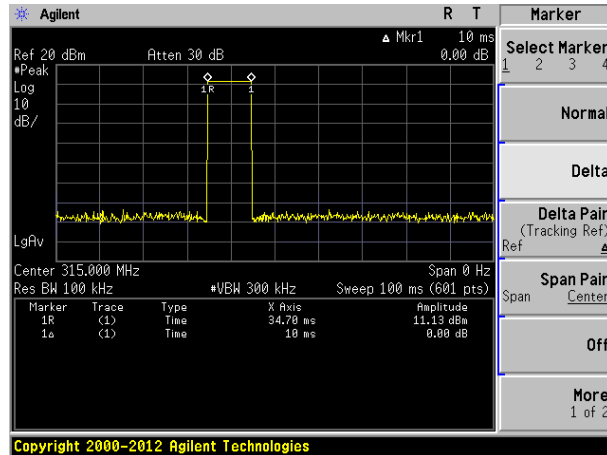 Agilent R T Marker
Δ Mkr1 10 ms
Ref 20 dBm Atten 30 dB 0.00 dB
#Peak
Log
10
dB/
1R 1
LgAv
Center 315.000 MHz Span 0 Hz
Res BW 100 kHz #VBW 300 kHz Sweep 100 ms (601 pts)
Marker Trace Type X Axis Amplitude
1R (1) Time 34.70 ms 11.13 dBm
1Δ (1) Time 10 ms 0.00 dB
Select Marker
1 2 3 4
Normal
Delta
Delta Pair
(Tracking Ref)
Ref Δ
Span Pair
Span Center
Off
More
1 of 2
Copyright 2000-2012 Agilent Technologies